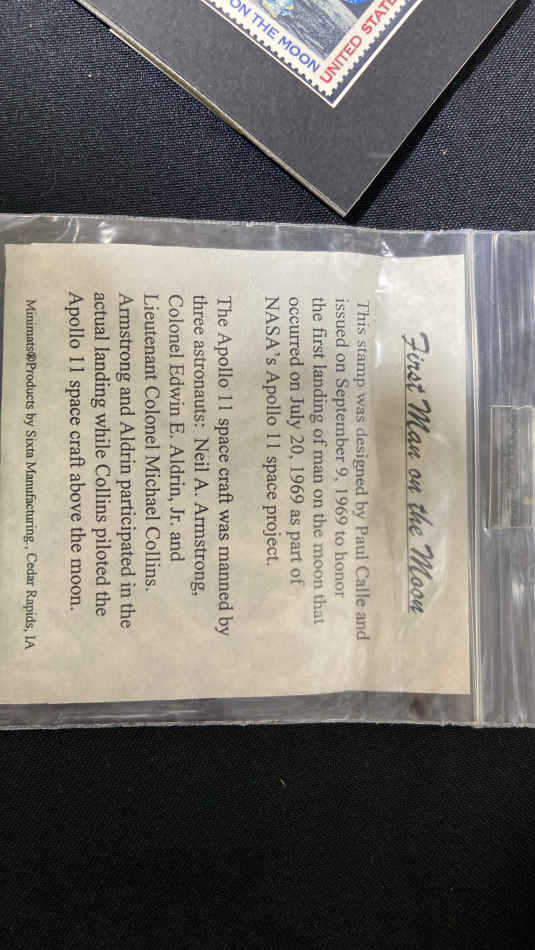 ON THE MOON
UNITED STATE
First Man on the Moon
This stamp was designed by Paul Calle and
issued on September 9, 1969 to honor
the first landing of man on the moon that
occurred on July 20, 1969 as part of
NASA's Apollo 11 space project.
The Apollo 11 space craft was manned by
three astronauts: Neil A. Armstrong,
Colonel Edwin E. Aldrin, Jr. and
Lieutenant Colonel Michael Collins.
Armstrong and Aldrin participated in the
actual landing while Collins piloted the
Apollo 11 space craft above the moon.
Minimats®Products by Sixta Manufacturing., Cedar Rapids, IA